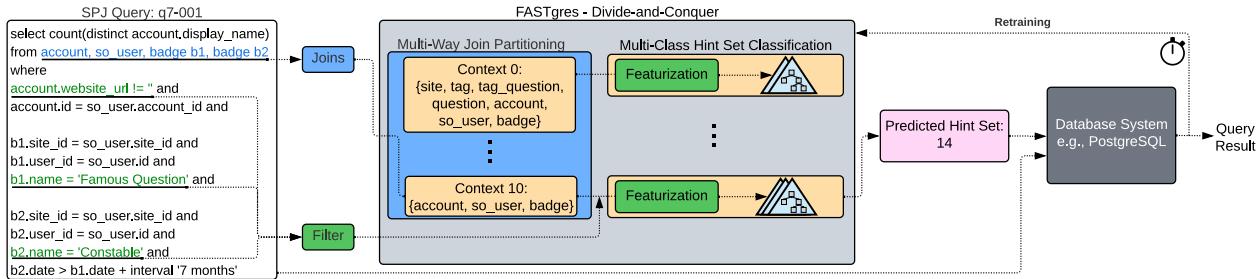 SPJ Query: q7-001
select count(distinct account.display_name)
from account, so_user, badge b1, badge b2
where
account.website_url != '' and
account.id = so_user.account_id and
b1.site_id = so_user.site_id and
b1.user_id = so_user.id and
b1.name = 'Famous Question' and
b2.site_id = so_user.site_id and
b2.user_id = so_user.id and
b2.name = 'Constable' and
b2.date > b1.date + interval '7 months'
Joins
Filter
FASTgres - Divide-and-Conquer
Multi-Way Join Partitioning
Context 0:
{site, tag, tag_question,
question, account,
so_user, badge}
Context 10:
{account, so_user, badge}
Multi-Class Hint Set Classification
Featurization
Featurization
Predicted Hint Set:
14
Retraining
Database System
e.g., PostgreSQL
Query
Result